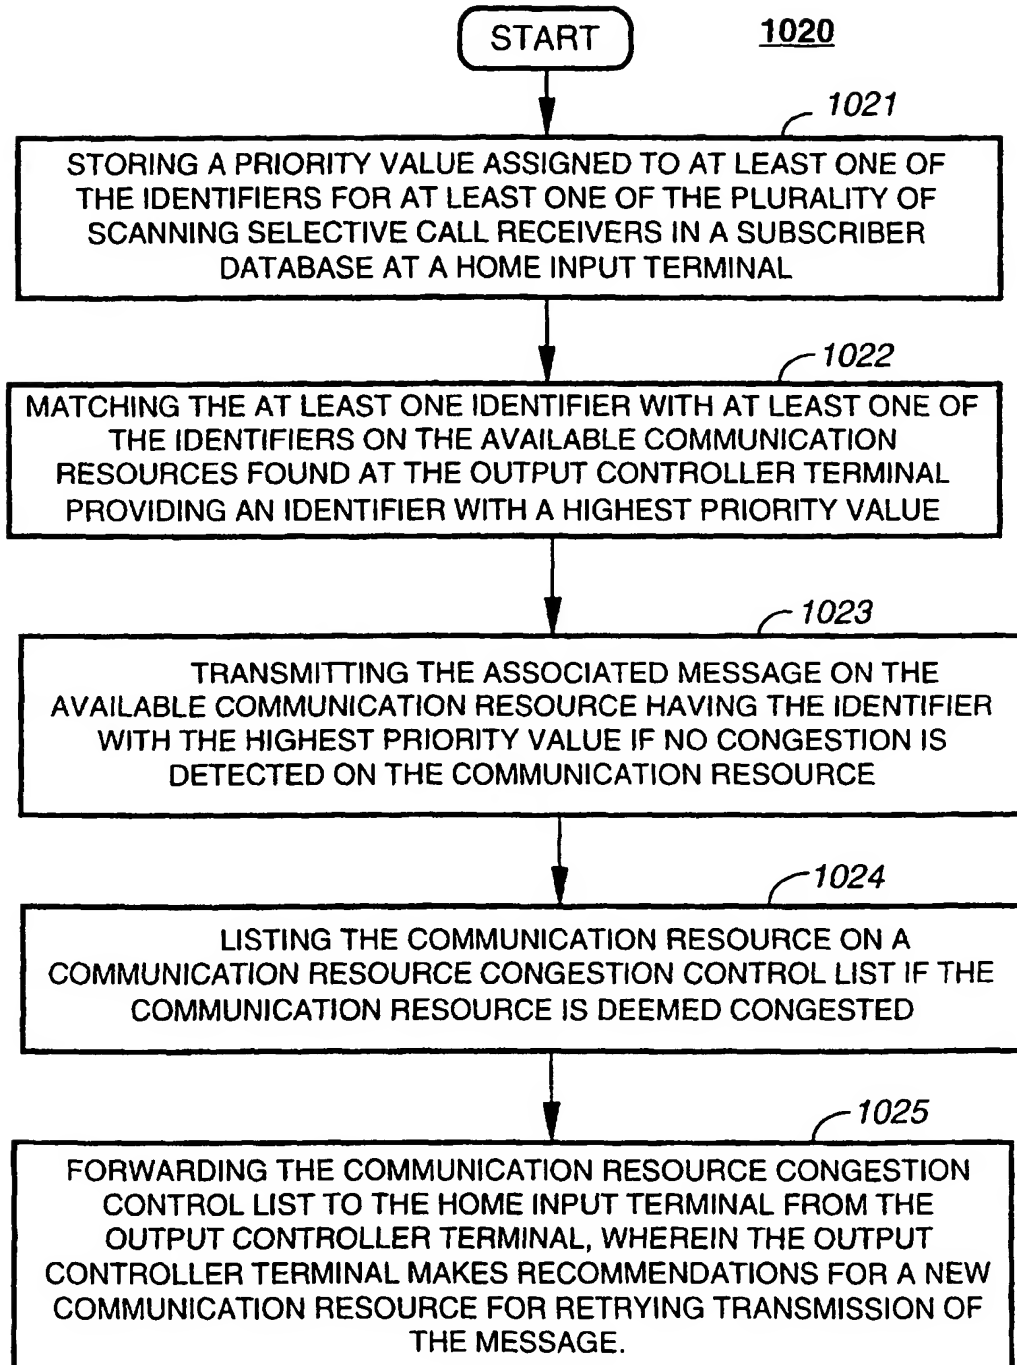 START
1020
1021
STORING A PRIORITY VALUE ASSIGNED TO AT LEAST ONE OF
THE IDENTIFIERS FOR AT LEAST ONE OF THE PLURALITY OF
SCANNING SELECTIVE CALL RECEIVERS IN A SUBSCRIBER
DATABASE AT A HOME INPUT TERMINAL
1022
MATCHING THE AT LEAST ONE IDENTIFIER WITH AT LEAST ONE OF
THE IDENTIFIERS ON THE AVAILABLE COMMUNICATION
RESOURCES FOUND AT THE OUTPUT CONTROLLER TERMINAL
PROVIDING AN IDENTIFIER WITH A HIGHEST PRIORITY VALUE
1023
TRANSMITTING THE ASSOCIATED MESSAGE ON THE
AVAILABLE COMMUNICATION RESOURCE HAVING THE IDENTIFIER
WITH THE HIGHEST PRIORITY VALUE IF NO CONGESTION IS
DETECTED ON THE COMMUNICATION RESOURCE
1024
LISTING THE COMMUNICATION RESOURCE ON A
COMMUNICATION RESOURCE CONGESTION CONTROL LIST IF THE
COMMUNICATION RESOURCE IS DEEMED CONGESTED
1025
FORWARDING THE COMMUNICATION RESOURCE CONGESTION
CONTROL LIST TO THE HOME INPUT TERMINAL FROM THE
OUTPUT CONTROLLER TERMINAL, WHEREIN THE OUTPUT
CONTROLLER TERMINAL MAKES RECOMMENDATIONS FOR A NEW
COMMUNICATION RESOURCE FOR RETRYING TRANSMISSION OF
THE MESSAGE.